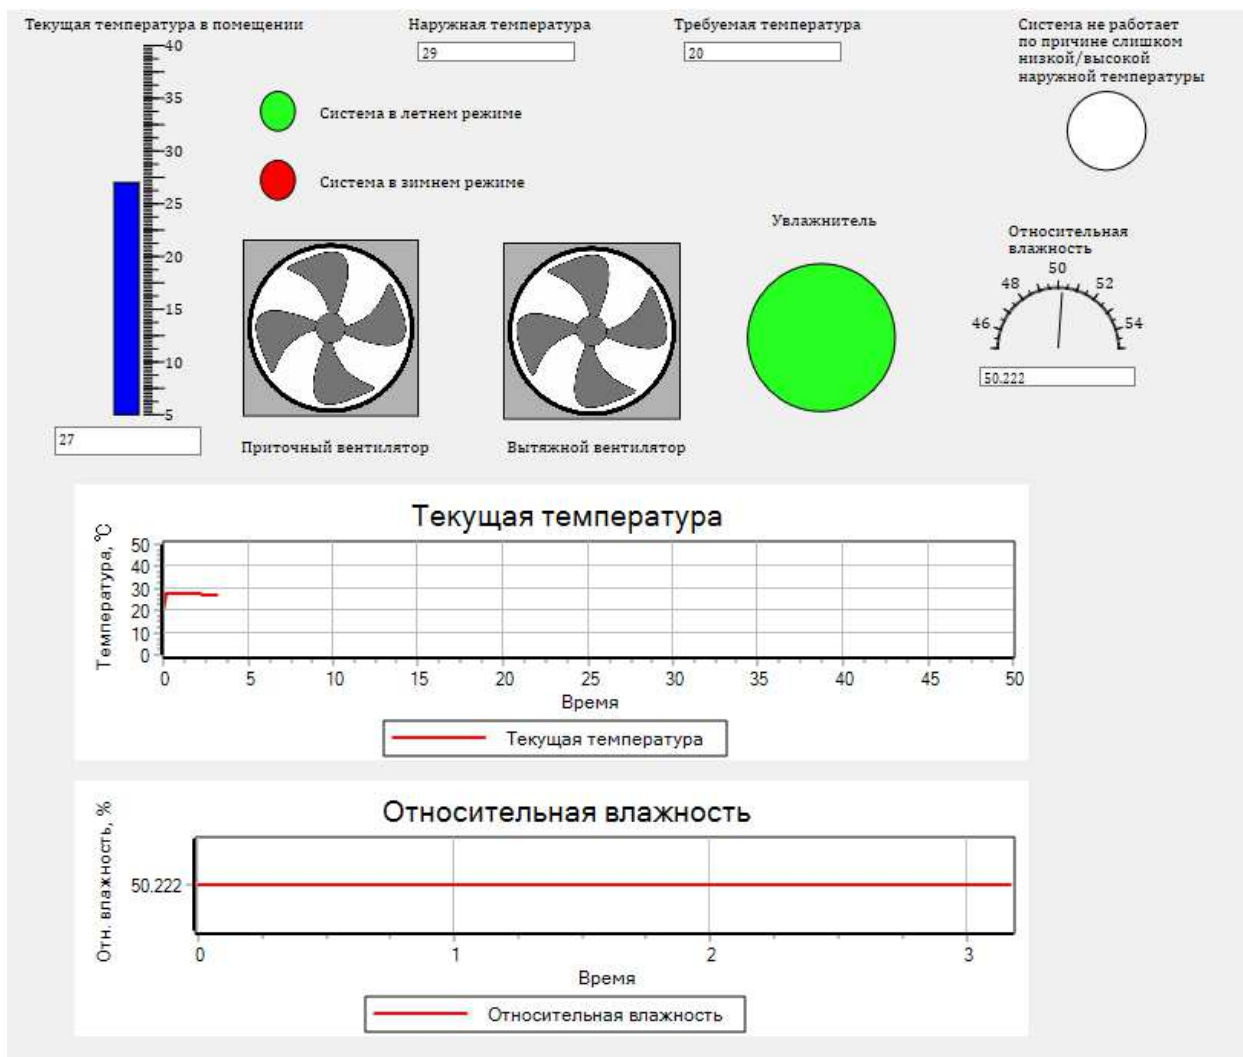 Текущая температура в помещении
Наружная температура
Требуемая температура
Система не работает
по причине слишком
низкой/высокой
наружной температуры
29
20
40
35
30
25
20
15
10
5
27
Система в летнем режиме
Система в зимнем режиме
Приточный вентилятор
Вытяжной вентилятор
Увлажнитель
Относительная
влажность
46 48 50 52 54
50.222
Текущая температура
Температура, °C
50
40
30
20
10
0
0 5 10 15 20 25 30 35 40 45 50
Время
Текущая температура
Относительная влажность
Отн. влажность, %
50.222
0 1 2 3
Время
Относительная влажность